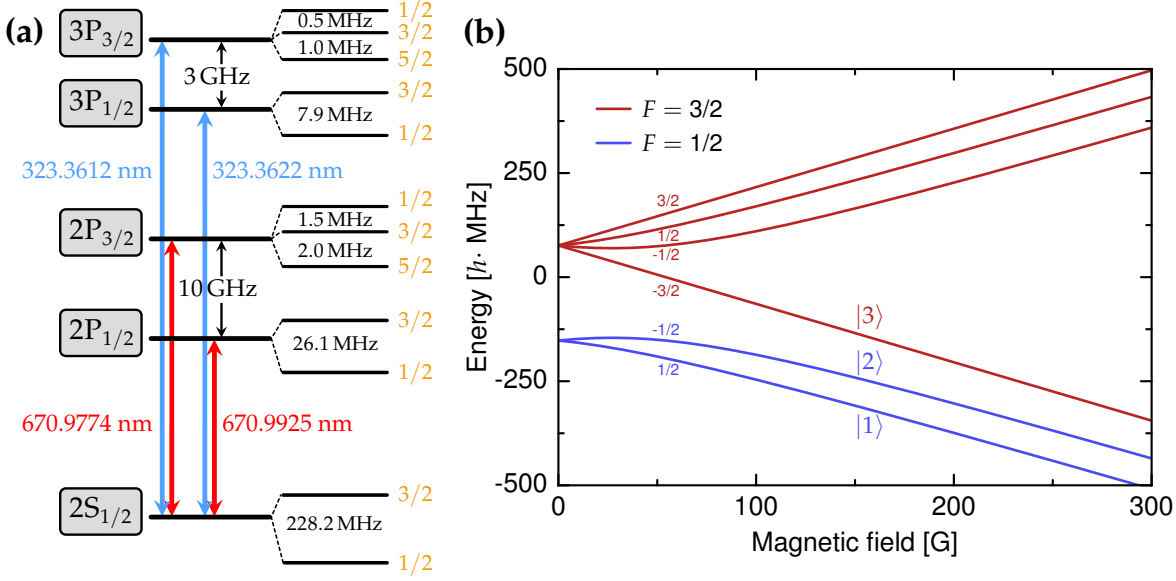 (a)
3P3/2
1/2
0.5 MHz
3/2
1.0 MHz
5/2
3 GHz
3P1/2
3/2
7.9 MHz
1/2
323.3612 nm
323.3622 nm
2P3/2
1/2
1.5 MHz
3/2
2.0 MHz
5/2
10 GHz
2P1/2
3/2
26.1 MHz
1/2
670.9774 nm
670.9925 nm
2S1/2
3/2
228.2 MHz
1/2
(b)
Energy [h· MHz]
500
250
0
-250
-500
F = 3/2
F = 1/2
3/2
1/2
-1/2
-3/2
-1/2
1/2
|3⟩
|2⟩
|1⟩
0
100
200
300
Magnetic field [G]